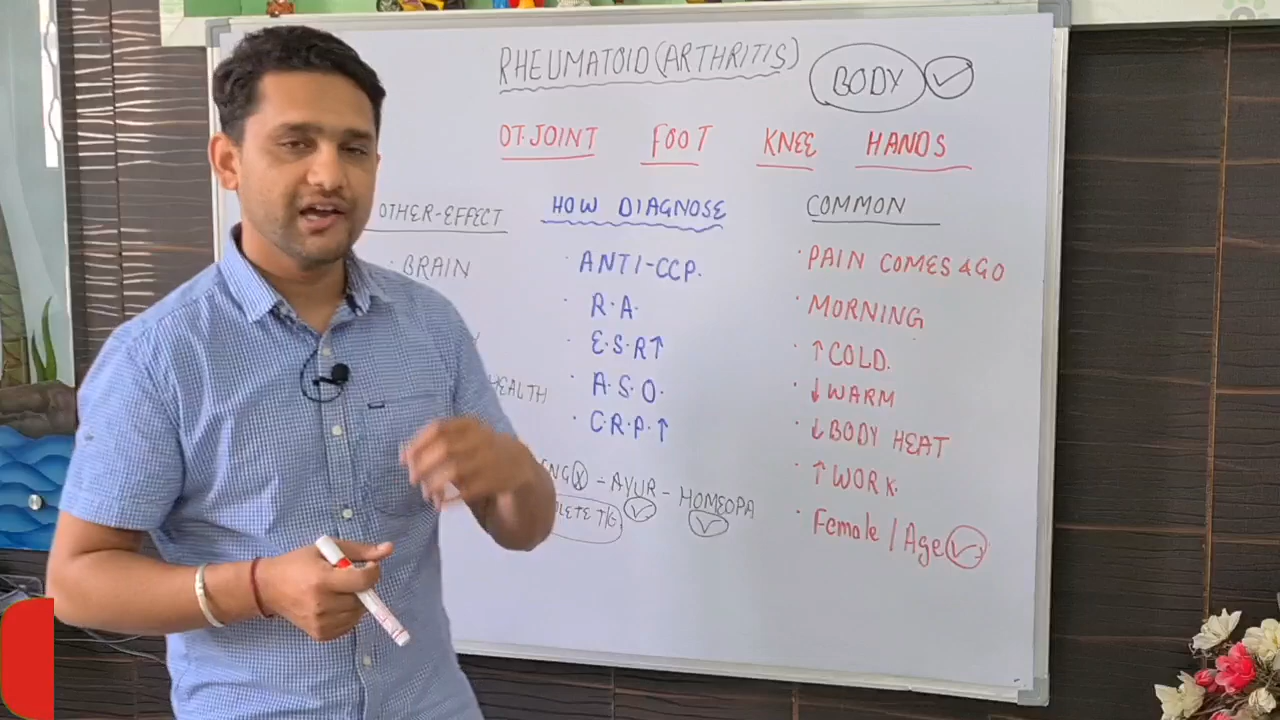 RHEUMATOID (ARTHRITIS) BODY
OT.JOINT FOOT KNEE HANDS
OTHER-EFFECT
BRAIN
HEALTH
HOW DIAGNOSE
ANTI-CCP.
R.A.
E.S.R↑
A.S.O.
C.R.P.↑
- AYUR - HOMEOPA
COMMON
PAIN COMES & GO
MORNING
↑ COLD.
↓ WARM
↓ BODY HEAT
↑ WORK.
Female / Age